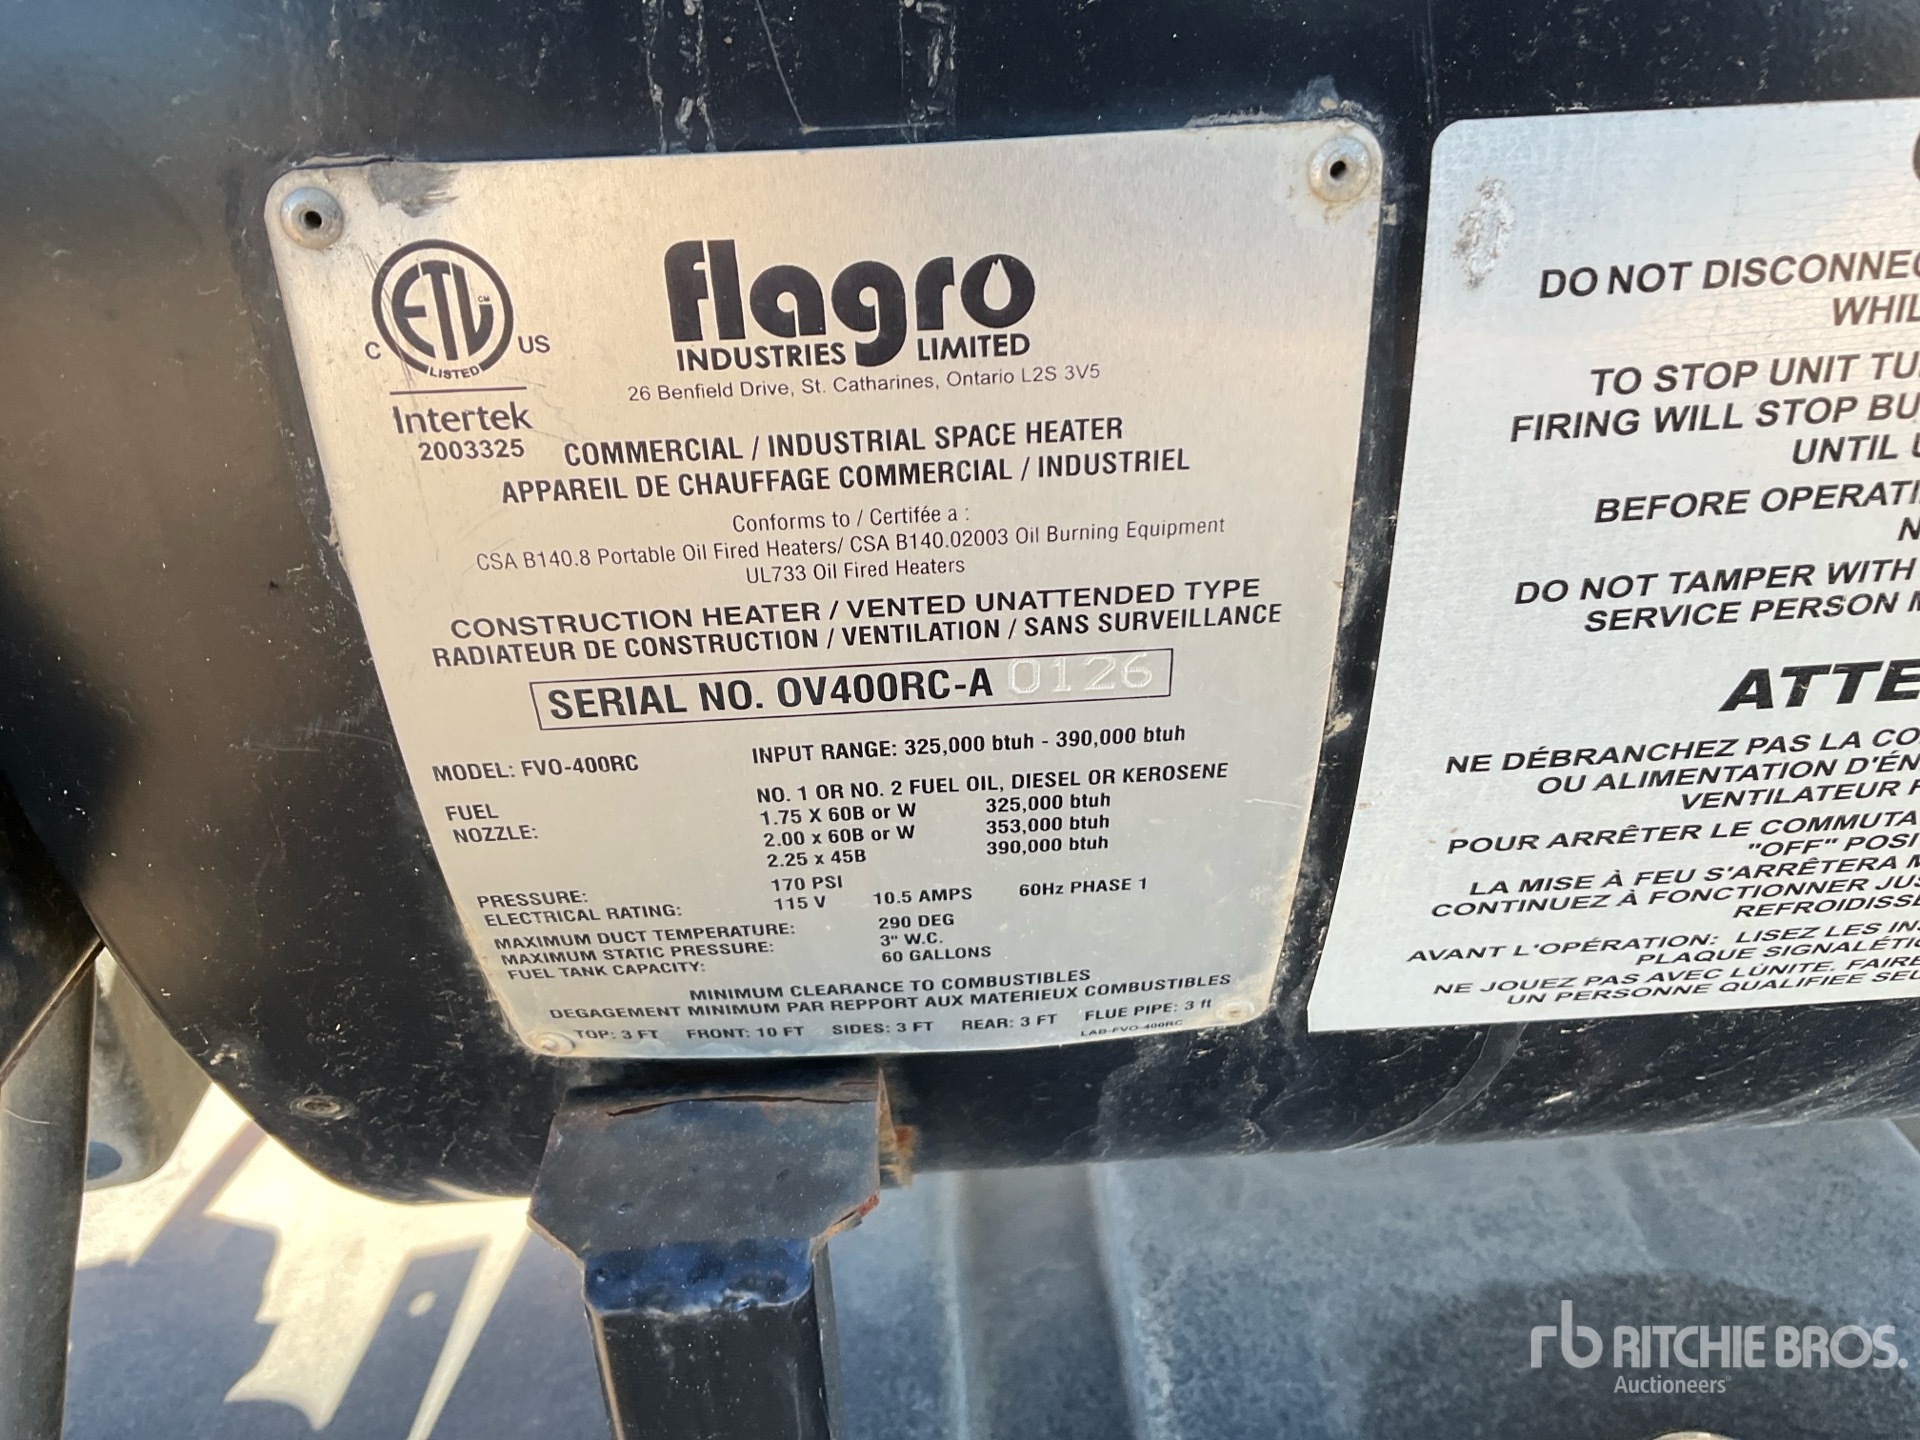 flagro
INDUSTRIES LIMITED
26 Benfield Drive, St. Catharines, Ontario L2S 3V5
C ETL CM US
LISTED
Intertek
2003325
COMMERCIAL / INDUSTRIAL SPACE HEATER
APPAREIL DE CHAUFFAGE COMMERCIAL / INDUSTRIEL
Conforms to / Certifée a :
CSA B140.8 Portable Oil Fired Heaters/ CSA B140.02003 Oil Burning Equipment
UL733 Oil Fired Heaters
CONSTRUCTION HEATER / VENTED UNATTENDED TYPE
RADIATEUR DE CONSTRUCTION / VENTILATION / SANS SURVEILLANCE
SERIAL NO. OV400RC-A 0126
MODEL: FVO-400RC INPUT RANGE: 325,000 btuh - 390,000 btuh
FUEL NO. 1 OR NO. 2 FUEL OIL, DIESEL OR KEROSENE
NOZZLE: 1.75 X 60B or W 325,000 btuh
2.00 x 60B or W 353,000 btuh
2.25 x 45B 390,000 btuh
PRESSURE: 170 PSI
ELECTRICAL RATING: 115 V 10.5 AMPS 60Hz PHASE 1
MAXIMUM DUCT TEMPERATURE: 290 DEG
MAXIMUM STATIC PRESSURE: 3" W.C.
FUEL TANK CAPACITY: 60 GALLONS
MINIMUM CLEARANCE TO COMBUSTIBLES
DEGAGEMENT MINIMUM PAR REPPORT AUX MATERIEUX COMBUSTIBLES
TOP: 3 FT FRONT: 10 FT SIDES: 3 FT REAR: 3 FT FLUE PIPE: 3 ft
LAB-FVO-400RC
DO NOT DISCONNEC
WHIL
TO STOP UNIT TU
FIRING WILL STOP BU
UNTIL
BEFORE OPERATI
N
DO NOT TAMPER WITH
SERVICE PERSON
ATTE
NE DÉBRANCHEZ PAS LA CO
OU ALIMENTATION D'ÉN
VENTILATEUR
POUR ARRÊTER LE COMMUTA
"OFF" POSI
LA MISE À FEU S'ARRÊTERA M
CONTINUEZ À FONCTIONNER JUS
REFROIDISSE
AVANT L'OPÉRATION: LISEZ LES INS
PLAQUE SIGNALÉTIC
NE JOUEZ PAS AVEC LÚNITE. FAIRE
UN PERSONNE QUALIFIEE SEU
rb RITCHIE BROS.
Auctioneers